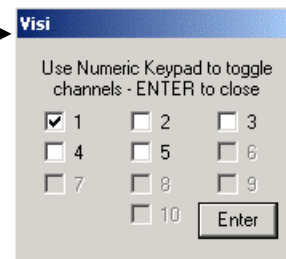 Visi
Use Numeric Keypad to toggle
channels - ENTER to close
1 2 3
4 5 6
7 8 9
10 Enter